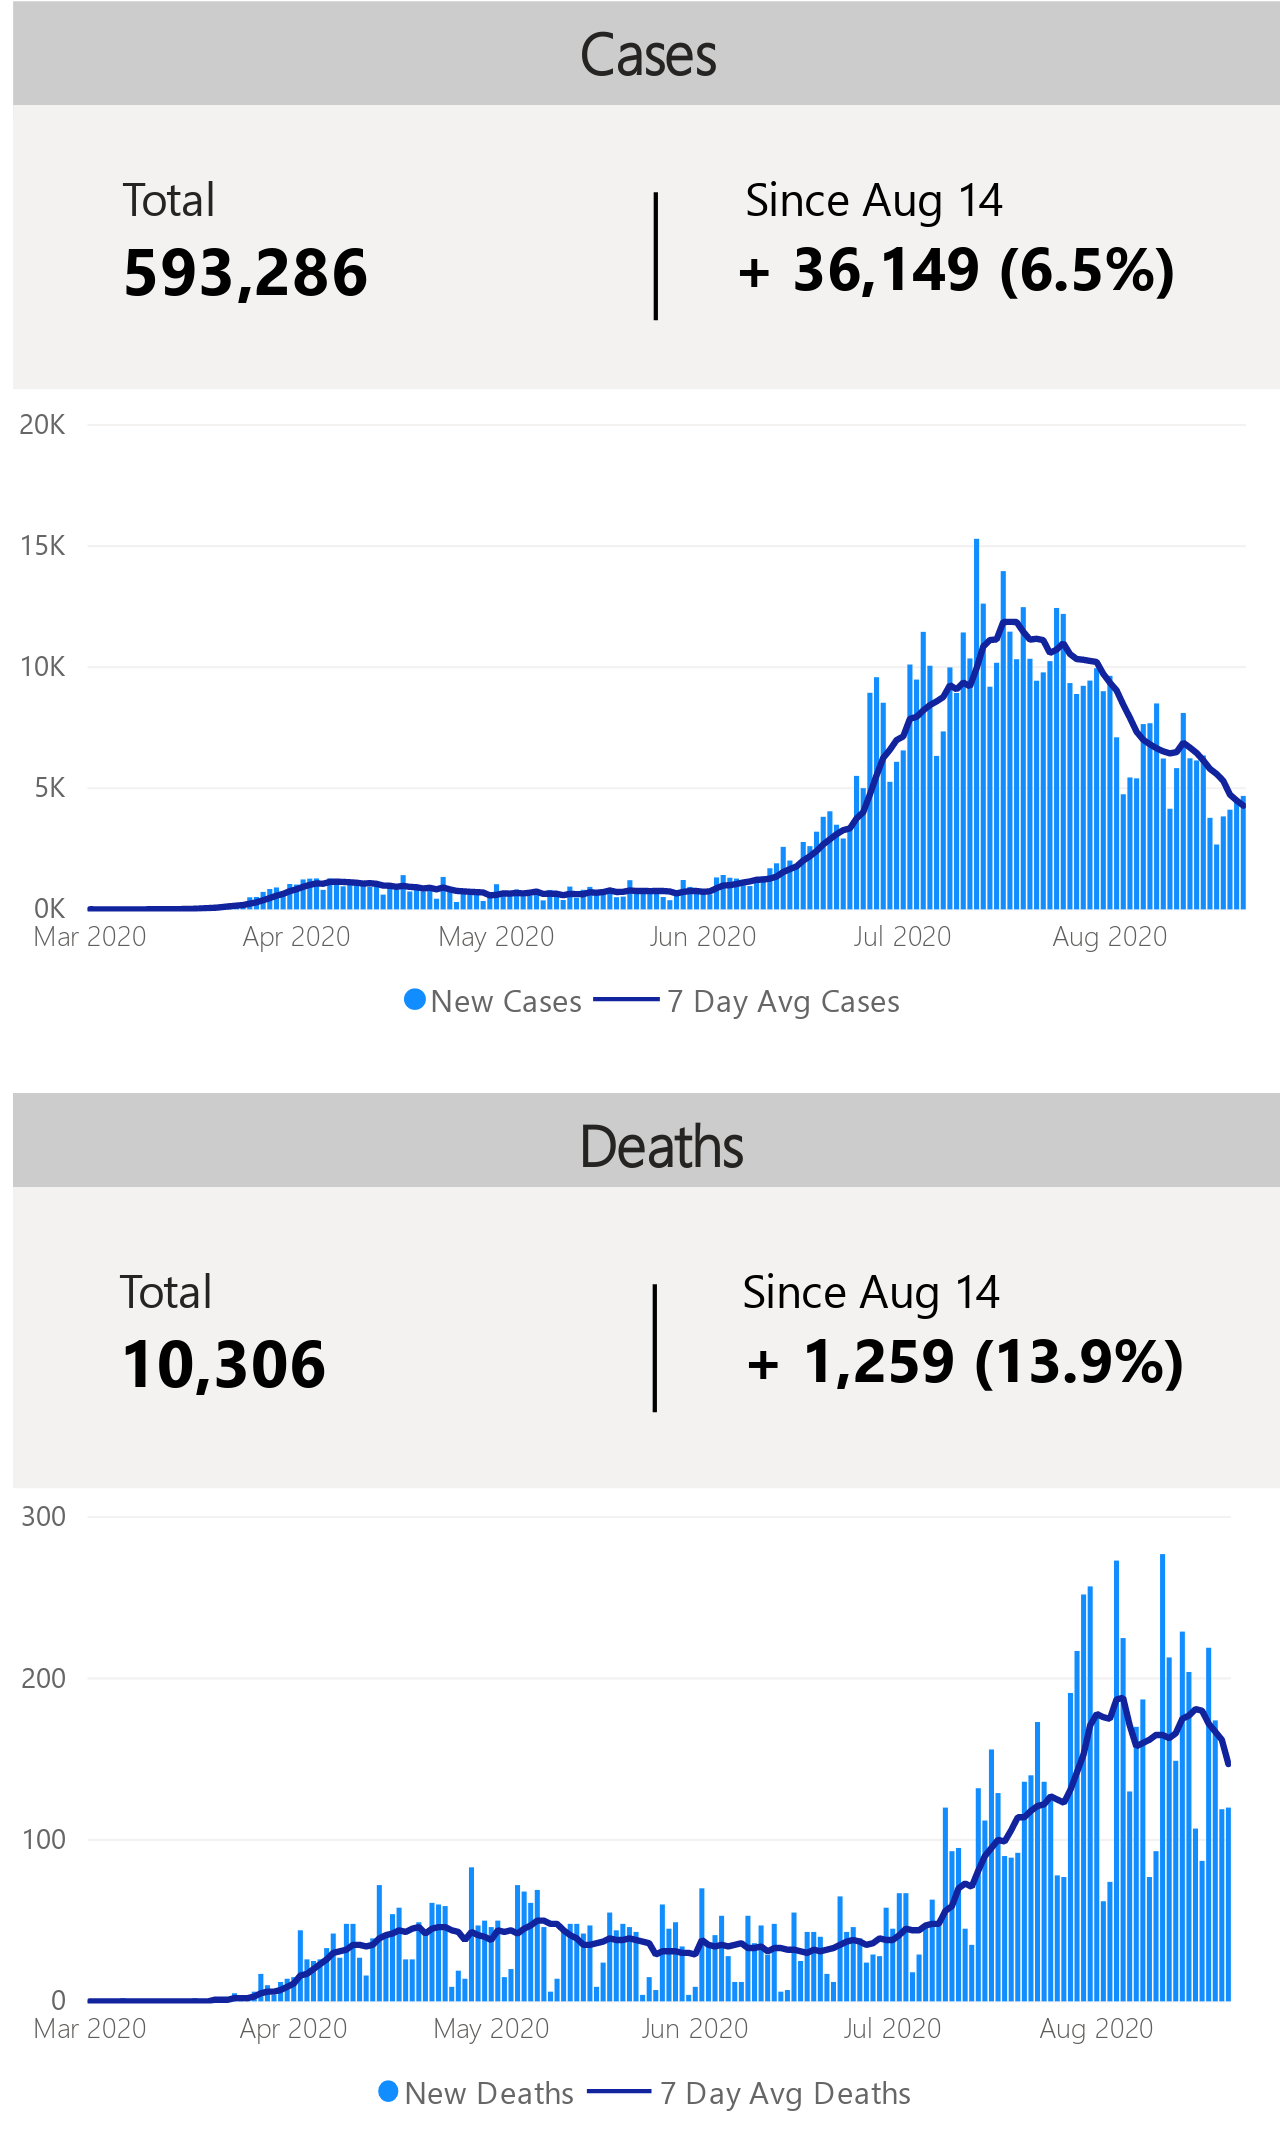 Cases
Total
Since Aug 14
593,286
+ 36,149 (6.5%)
20K
15K
10K
5K
0K
Mar 2020 Apr 2020 May 2020 Jun 2020 Jul 2020 Aug 2020
New Cases 7 Day Avg Cases
Deaths
Total
Since Aug 14
10,306
+ 1,259 (13.9%)
300
200
100
0
Mar 2020 Apr 2020 May 2020 Jun 2020 Jul 2020 Aug 2020
New Deaths 7 Day Avg Deaths